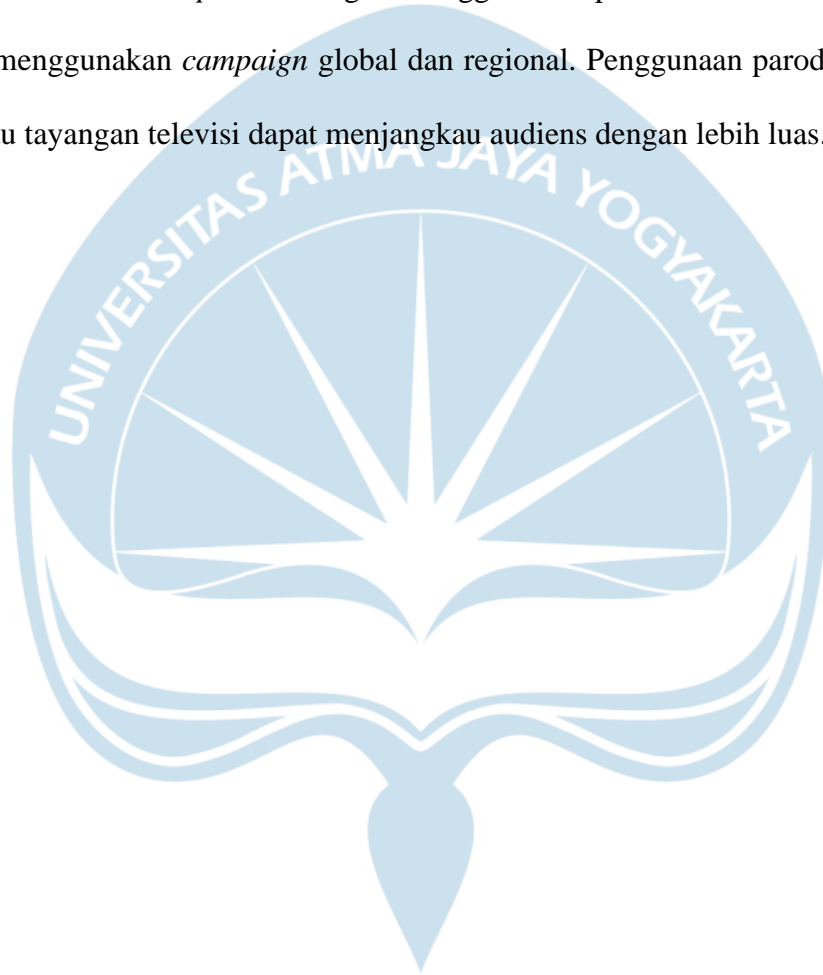 menggunakan campaign global dan regional. Penggunaan parod
u tayangan televisi dapat menjangkau audiens dengan lebih luas.
UNIVERSITAS ATMA JAYA YOGYAKARTA